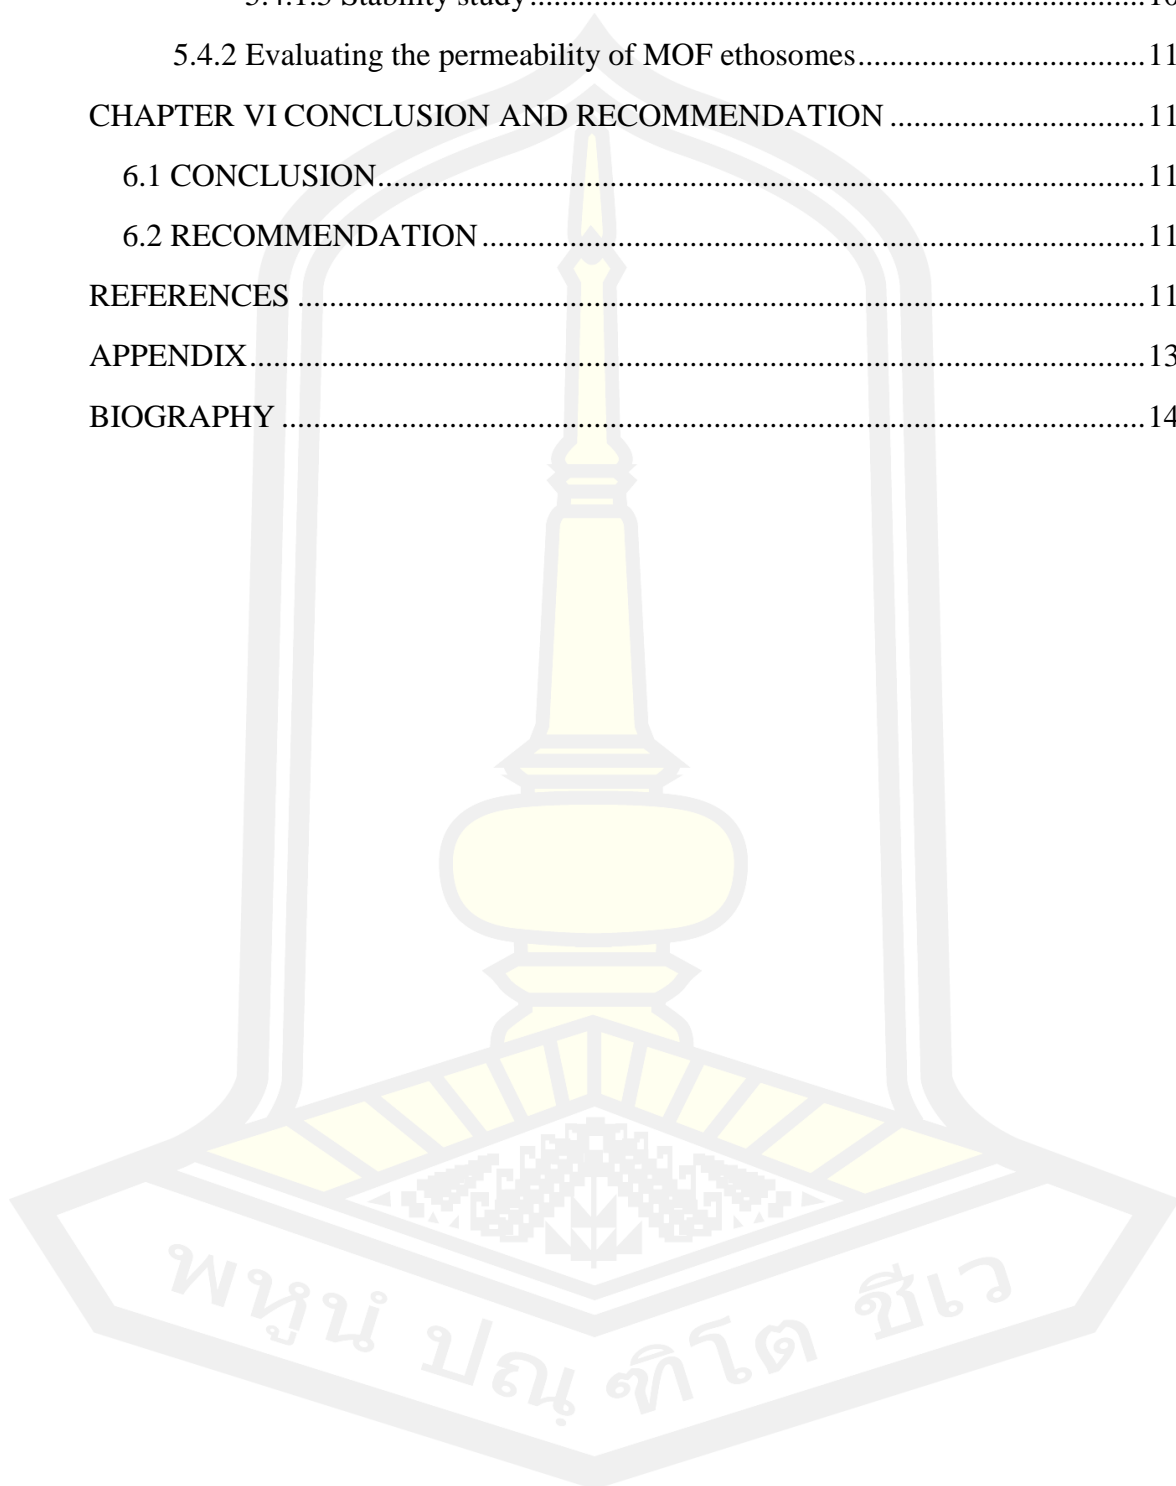 Stability study..........................................................................
5.4.2 Evaluating the permeability of MOF ethosomes..................................11
CHAPTER VI CONCLUSION AND RECOMMENDATION ..............................11
6.1 CONCLUSION...........................................................................................11
6.2 RECOMMENDATION ..............................................................................11
REFERENCES ....................................................................................................11
APPENDIX..........................................................................................................13
BIOGRAPHY ......................................................................................................14
พหูนํ ปณฺฑิโต ชีเว